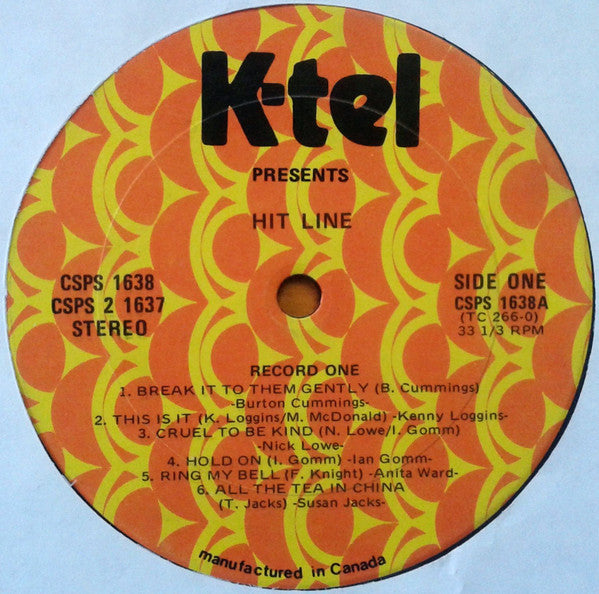 K-tel
PRESENTS
HIT LINE
CSPS 1638
CSPS 2 1637
STEREO
SIDE ONE
CSPS 1638A
(TC 266-0)
33 1/3 RPM
RECORD ONE
1. BREAK IT TO THEM GENTLY (B. Cummings)
-Burton Cummings-
2. THIS IS IT (K. Loggins/M. McDonald) -Kenny Loggins-
3. CRUEL TO BE KIND (N. Lowe/I. Gomm)
-Nick Lowe-
4. HOLD ON (I. Gomm) -Ian Gomm-
5. RING MY BELL (F. Knight) -Anita Ward-
6. ALL THE TEA IN CHINA
(T. Jacks) -Susan Jacks-
manufactured in Canada